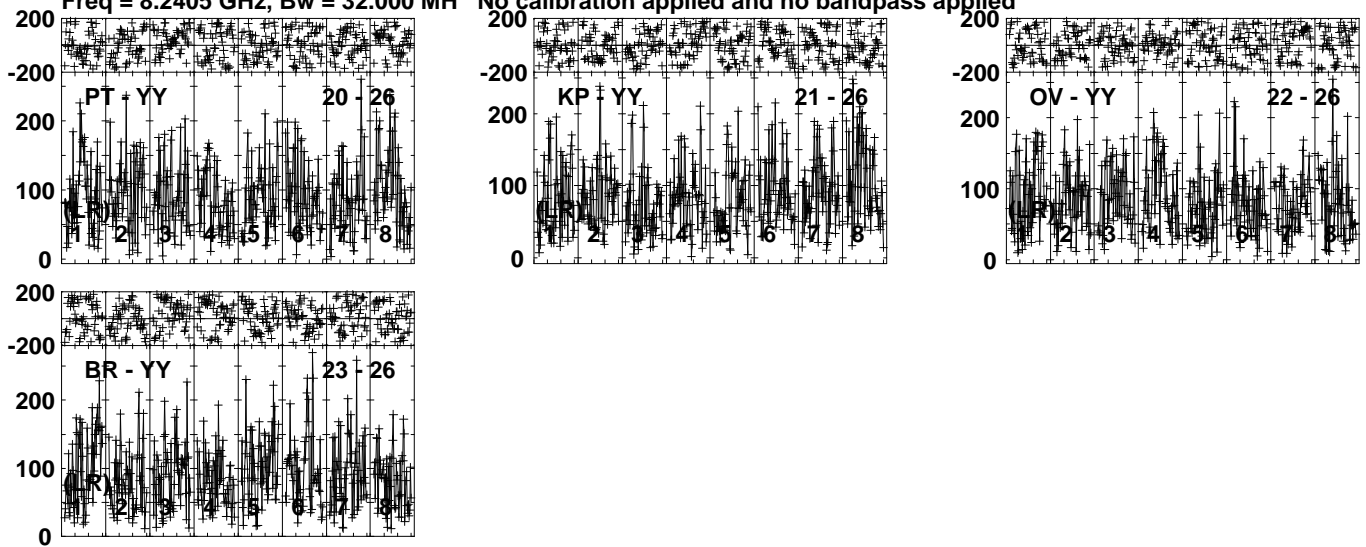 Freq = 8.2405 GHz, Bw = 32.000 MH No calibration applied and no bandpass applied
200
-200
PT - YY 20 - 26
200
100
0
(LR)
1 2 3 4 5 6 7 8
200
-200
KP - YY 21 - 26
200
100
0
(LR)
1 2 3 4 5 6 7 8
200
-200
OV - YY 22 - 26
200
100
0
(LR)
1 2 3 4 5 6 7 8
200
-200
BR - YY 23 - 26
200
100
0
(LR)
1 2 3 4 5 6 7 8